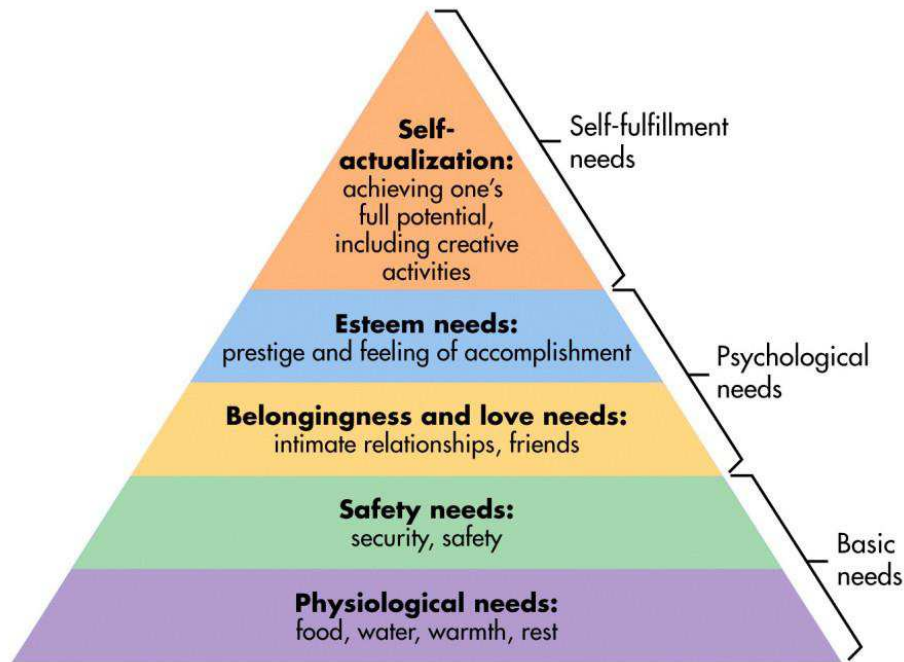 Self-
actualization:
achieving one's
full potential,
including creative
activities
Self-fulfillment
needs
Esteem needs:
prestige and feeling of accomplishment
Psychological
needs
Belongingness and love needs:
intimate relationships, friends
Safety needs:
security, safety
Basic
needs
Physiological needs:
food, water, warmth, rest